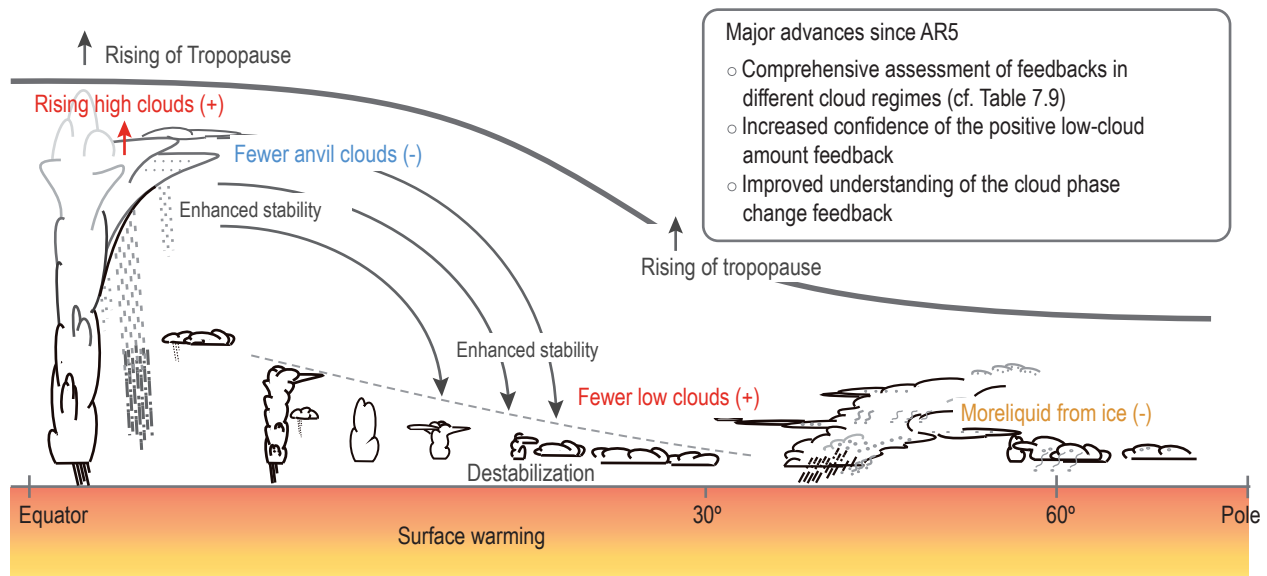 Rising of Tropopause
Rising high clouds (+)
Fewer anvil clouds (-)
Enhanced stability
Major advances since AR5
○ Comprehensive assessment of feedbacks in
different cloud regimes (cf. Table 7.9)
○ Increased confidence of the positive low-cloud
amount feedback
○ Improved understanding of the cloud phase
change feedback
Rising of tropopause
Enhanced stability
Fewer low clouds (+)
Moreliquid from ice (-)
Destabilization
Equator
30º
60º
Pole
Surface warming